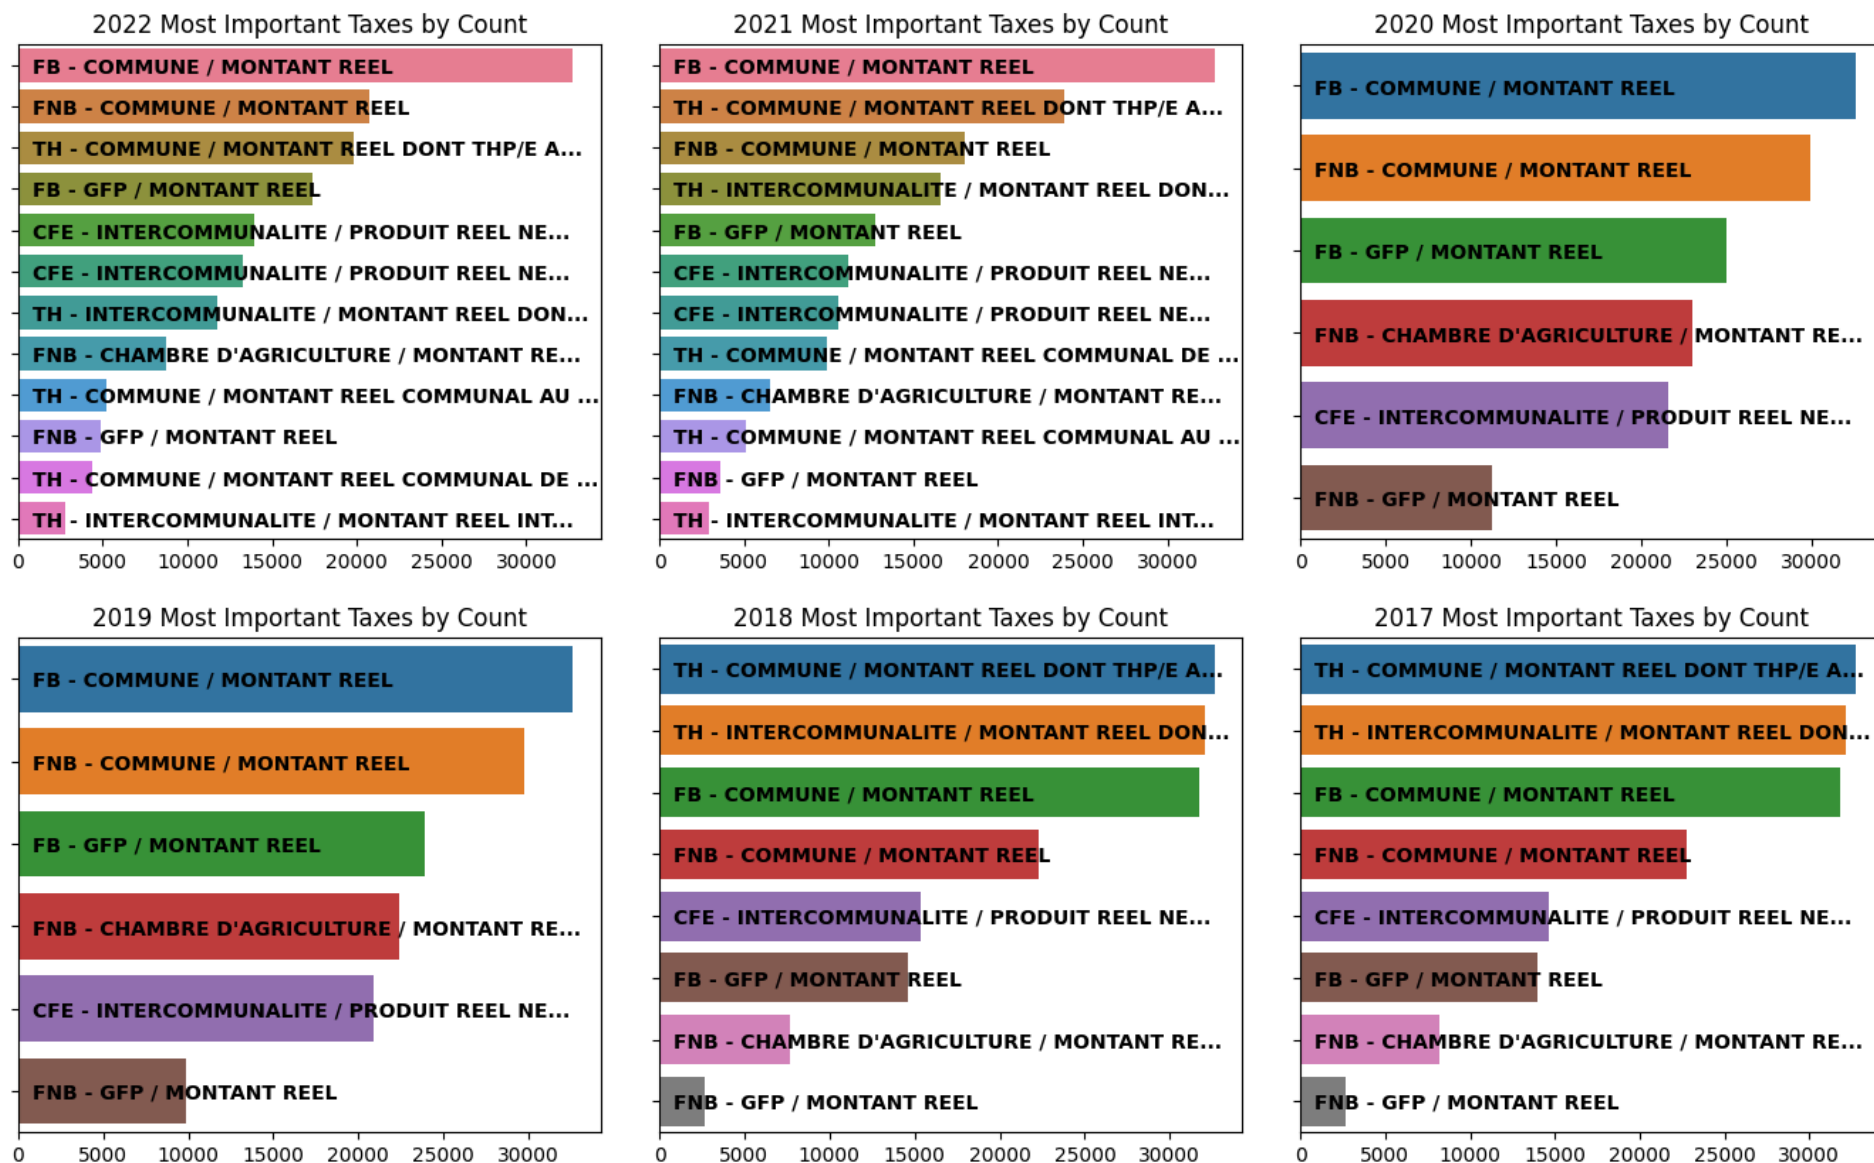 2022 Most Important Taxes by Count
FB - COMMUNE / MONTANT REEL
FNB - COMMUNE / MONTANT REEL
TH - COMMUNE / MONTANT REEL DONT THP/E A...
FB - GFP / MONTANT REEL
CFE - INTERCOMMUNALITE / PRODUIT REEL NE...
CFE - INTERCOMMUNALITE / PRODUIT REEL NE...
TH - INTERCOMMUNALITE / MONTANT REEL DON...
FNB - CHAMBRE D'AGRICULTURE / MONTANT RE...
TH - COMMUNE / MONTANT REEL COMMUNAL AU ...
FNB - GFP / MONTANT REEL
TH - COMMUNE / MONTANT REEL COMMUNAL DE ...
TH - INTERCOMMUNALITE / MONTANT REEL INT...
0 5000 10000 15000 20000 25000 30000
2021 Most Important Taxes by Count
FB - COMMUNE / MONTANT REEL
TH - COMMUNE / MONTANT REEL DONT THP/E A...
FNB - COMMUNE / MONTANT REEL
TH - INTERCOMMUNALITE / MONTANT REEL DON...
FB - GFP / MONTANT REEL
CFE - INTERCOMMUNALITE / PRODUIT REEL NE...
CFE - INTERCOMMUNALITE / PRODUIT REEL NE...
TH - COMMUNE / MONTANT REEL COMMUNAL DE ...
FNB - CHAMBRE D'AGRICULTURE / MONTANT RE...
TH - COMMUNE / MONTANT REEL COMMUNAL AU ...
FNB - GFP / MONTANT REEL
TH - INTERCOMMUNALITE / MONTANT REEL INT...
0 5000 10000 15000 20000 25000 30000
2020 Most Important Taxes by Count
FB - COMMUNE / MONTANT REEL
FNB - COMMUNE / MONTANT REEL
FB - GFP / MONTANT REEL
FNB - CHAMBRE D'AGRICULTURE / MONTANT RE...
CFE - INTERCOMMUNALITE / PRODUIT REEL NE...
FNB - GFP / MONTANT REEL
0 5000 10000 15000 20000 25000 30000
2019 Most Important Taxes by Count
FB - COMMUNE / MONTANT REEL
FNB - COMMUNE / MONTANT REEL
FB - GFP / MONTANT REEL
FNB - CHAMBRE D'AGRICULTURE / MONTANT RE...
CFE - INTERCOMMUNALITE / PRODUIT REEL NE...
FNB - GFP / MONTANT REEL
0 5000 10000 15000 20000 25000 30000
2018 Most Important Taxes by Count
TH - COMMUNE / MONTANT REEL DONT THP/E A...
TH - INTERCOMMUNALITE / MONTANT REEL DON...
FB - COMMUNE / MONTANT REEL
FNB - COMMUNE / MONTANT REEL
CFE - INTERCOMMUNALITE / PRODUIT REEL NE...
FB - GFP / MONTANT REEL
FNB - CHAMBRE D'AGRICULTURE / MONTANT RE...
FNB - GFP / MONTANT REEL
0 5000 10000 15000 20000 25000 30000
2017 Most Important Taxes by Count
TH - COMMUNE / MONTANT REEL DONT THP/E A...
TH - INTERCOMMUNALITE / MONTANT REEL DON...
FB - COMMUNE / MONTANT REEL
FNB - COMMUNE / MONTANT REEL
CFE - INTERCOMMUNALITE / PRODUIT REEL NE...
FB - GFP / MONTANT REEL
FNB - CHAMBRE D'AGRICULTURE / MONTANT RE...
FNB - GFP / MONTANT REEL
0 5000 10000 15000 20000 25000 30000